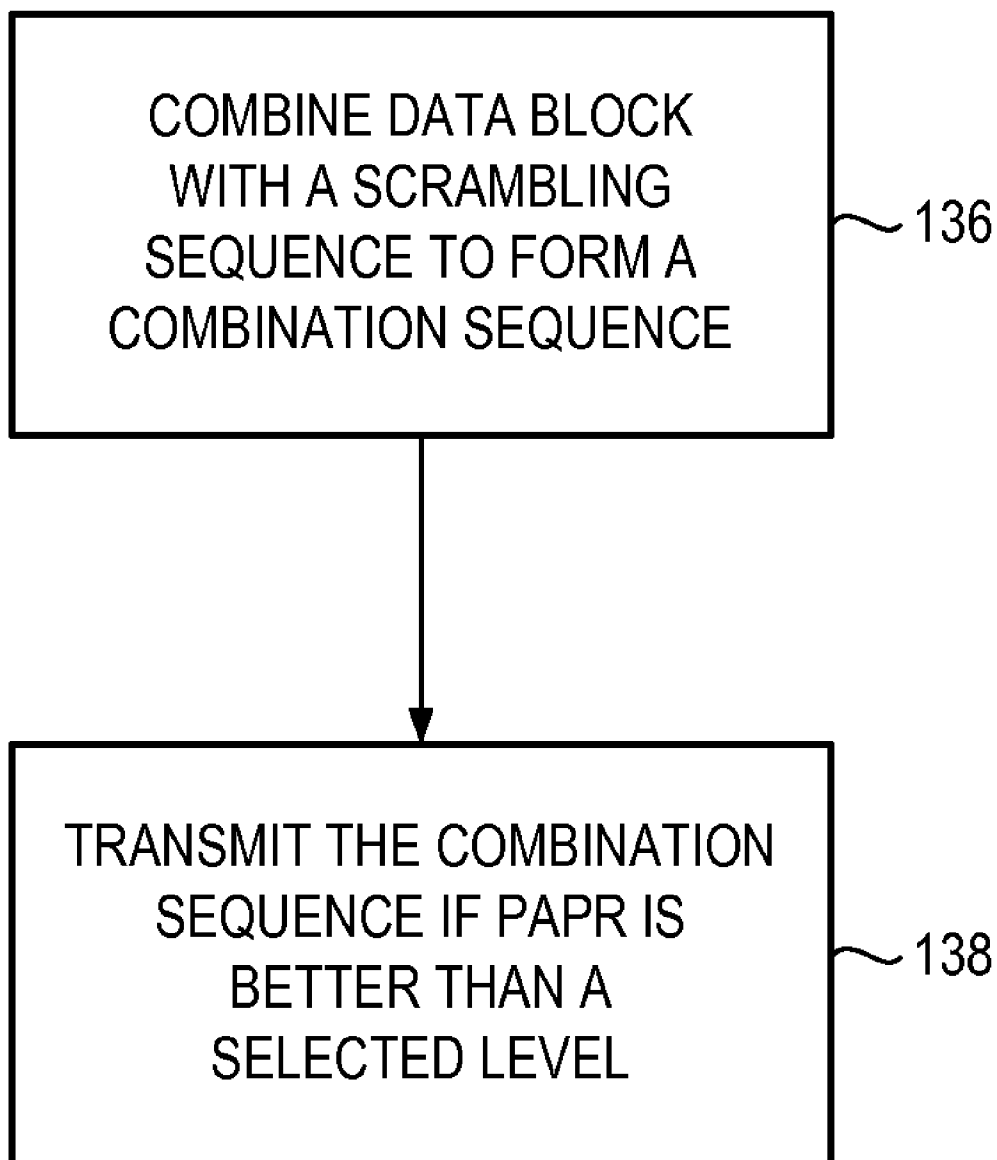 COMBINE DATA BLOCK
WITH A SCRAMBLING
SEQUENCE TO FORM A
COMBINATION SEQUENCE
136
TRANSMIT THE COMBINATION
SEQUENCE IF PAPR IS
BETTER THAN A
SELECTED LEVEL
138